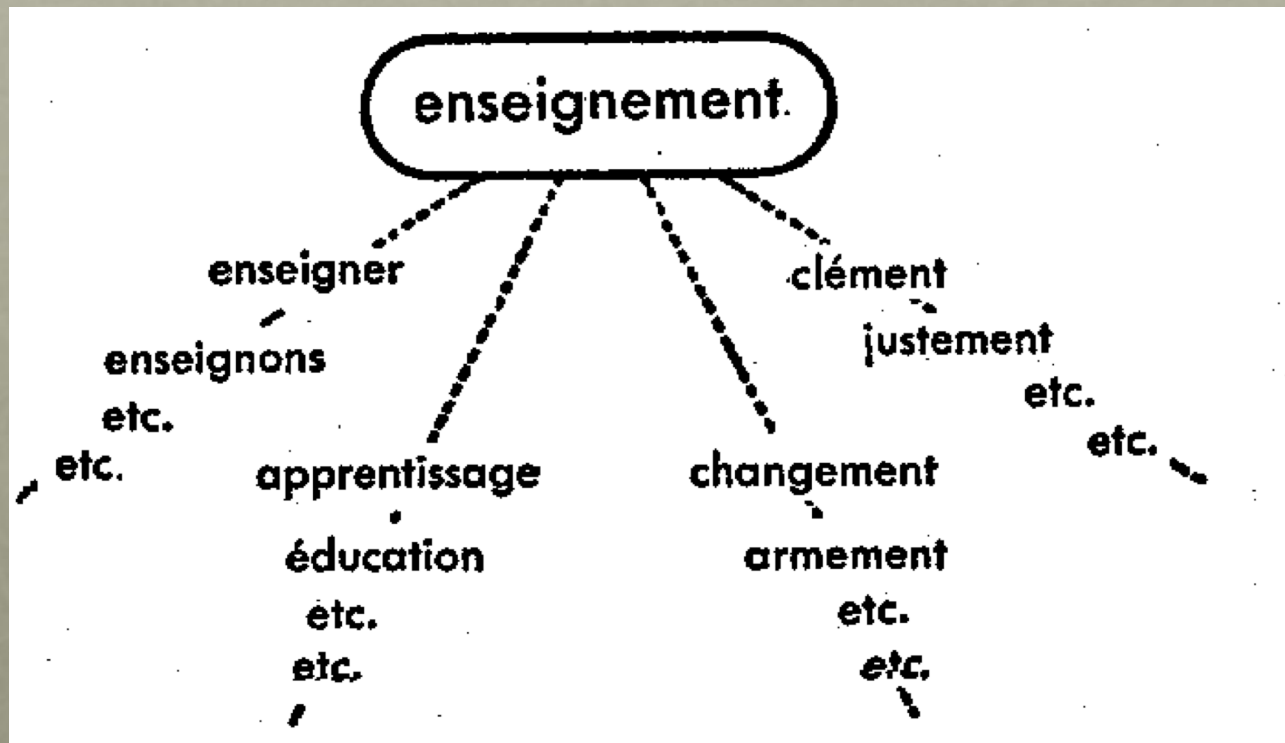 enseignement.
enseigner
enseignons
etc.
etc.
apprentissage
éducation
etc.
etc.
changement
armement
etc.
etc.
clément
justement
etc.
etc.